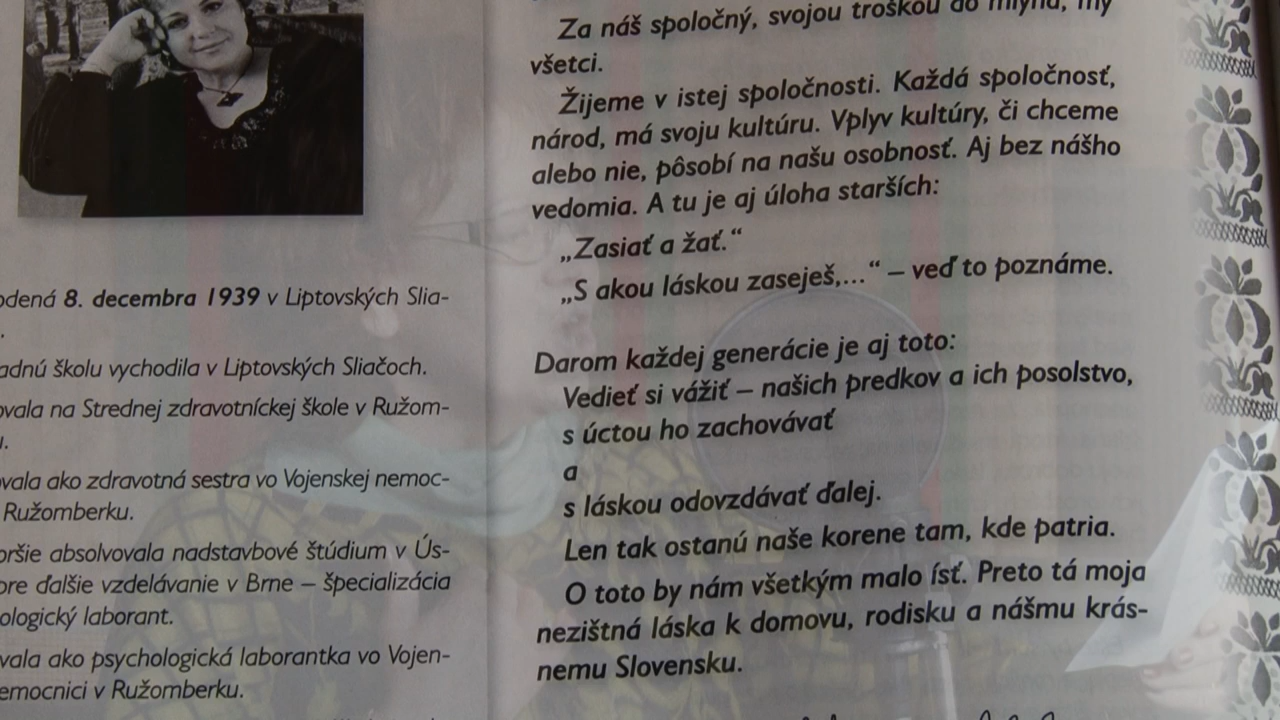 odená 8. decembra 1939 v Liptovských Slia-
.
adnú školu vychodila v Liptovských Sliačoch.
ovala na Strednej zdravotníckej škole v Ružom-
u.
vala ako zdravotná sestra vo Vojenskej nemoc-
Ružomberku.
oršie absolvovala nadstavbové štúdium v Ús-
pre ďalšie vzdelávanie v Brne – špecializácia
ologický laborant.
vala ako psychologická laborantka vo Vojen-
emocnici v Ružomberku.
Za náš spoločný, svojou troškou do mlyna, my
všetci.
Žijeme v istej spoločnosti. Každá spoločnosť,
národ, má svoju kultúru. Vplyv kultúry, či chceme
alebo nie, pôsobí na našu osobnosť. Aj bez nášho
vedomia. A tu je aj úloha starších:
„Zasiať a žať.“
„S akou láskou zaseješ,...“ – veď to poznáme.
Darom každej generácie je aj toto:
Vedieť si vážiť – našich predkov a ich posolstvo,
s úctou ho zachovávať
a
s láskou odovzdávať ďalej.
Len tak ostanú naše korene tam, kde patria.
O toto by nám všetkým malo ísť. Preto tá moja
nezištná láska k domovu, rodisku a nášmu krás-
nemu Slovensku.